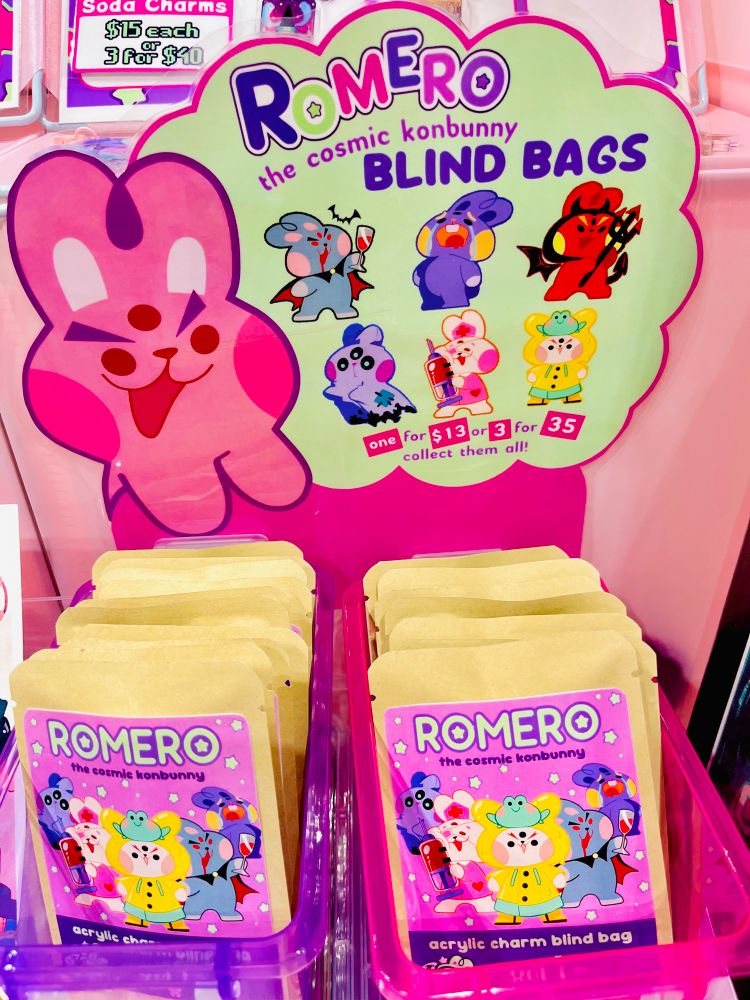 Soda Charms
$15 each
or
3 for $40
ROMERO
the cosmic konbunny
BLIND BAGS
one for $13 or 3 for 35
collect them all!
ROMERO
the cosmic konbunny
acrylic
ROMERO
the cosmic konbunny
acrylic charm blind bag